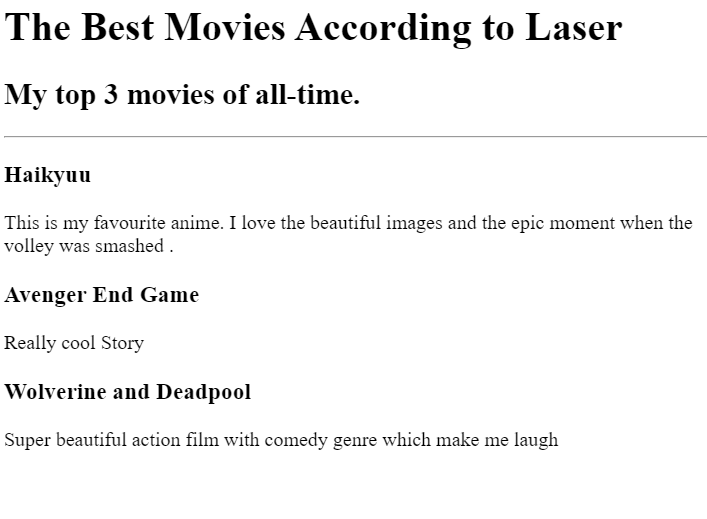 The Best Movies According to Laser
My top 3 movies of all-time.
Haikyuu
This is my favourite anime. I love the beautiful images and the epic moment when the
volley was smashed .
Avenger End Game
Really cool Story
Wolverine and Deadpool
Super beautiful action film with comedy genre which make me laugh